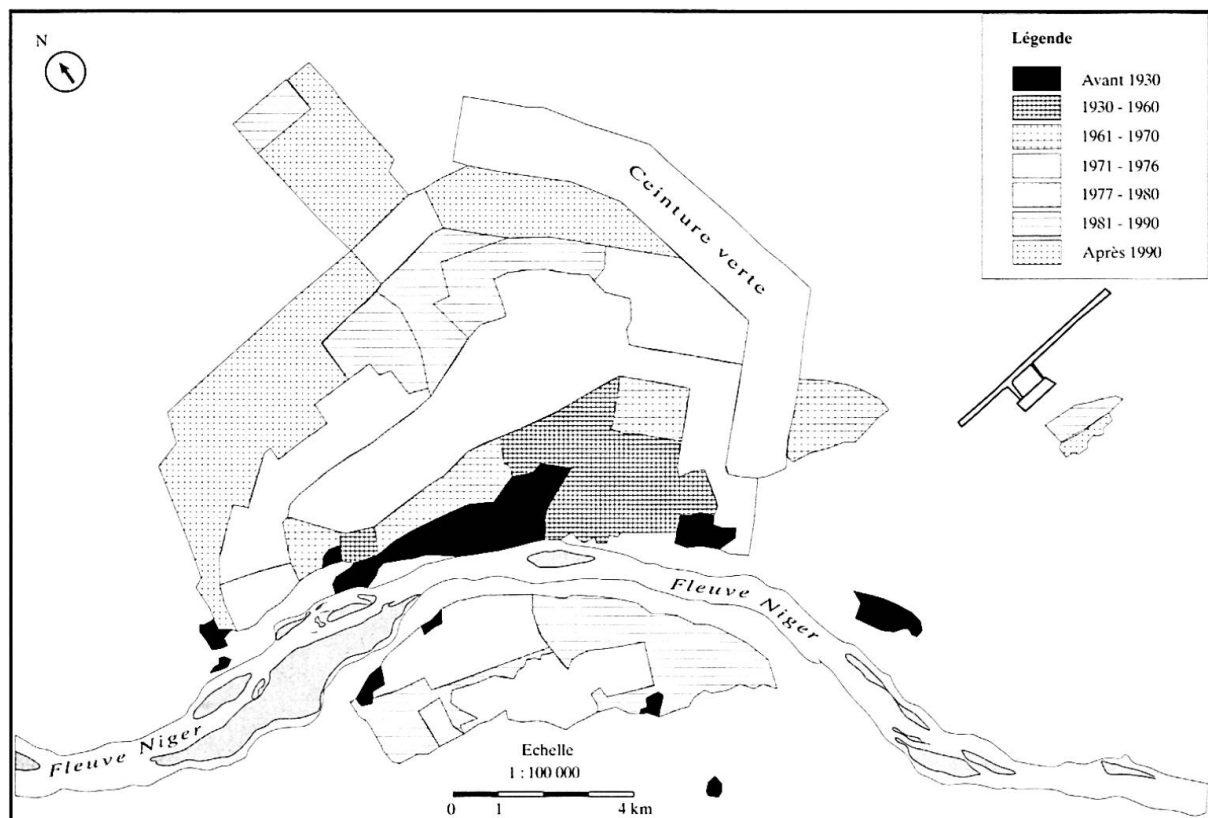 N
Légende
Avant 1930
1930 - 1960
1961 - 1970
1971 - 1976
1977 - 1980
1981 - 1990
Après 1990
Ceinture verte
Fleuve Niger
Fleuve Niger
Echelle
1 : 100 000
0 1 4 km